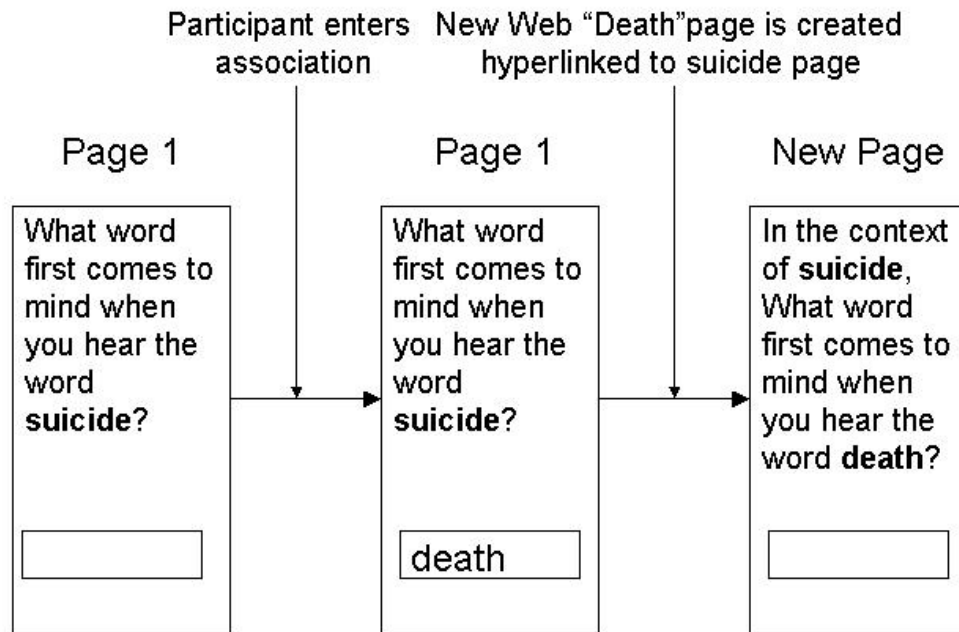 Participant enters
association
New Web “Death”page is created
hyperlinked to suicide page
Page 1
What word
first comes to
mind when
you hear the
word
suicide?
Page 1
What word
first comes to
mind when
you hear the
word
suicide?
death
New Page
In the context
of suicide,
What word
first comes to
mind when
you hear the
word death?